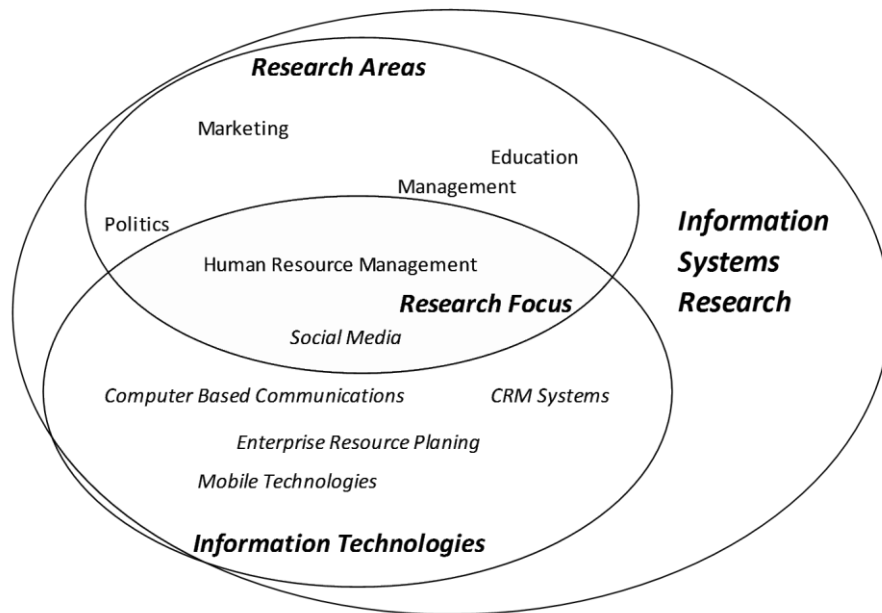 Research Areas
Marketing
Education
Management
Politics
Information
Systems
Research
Human Resource Management
Research Focus
Social Media
Computer Based Communications
CRM Systems
Enterprise Resource Planing
Mobile Technologies
Information Technologies